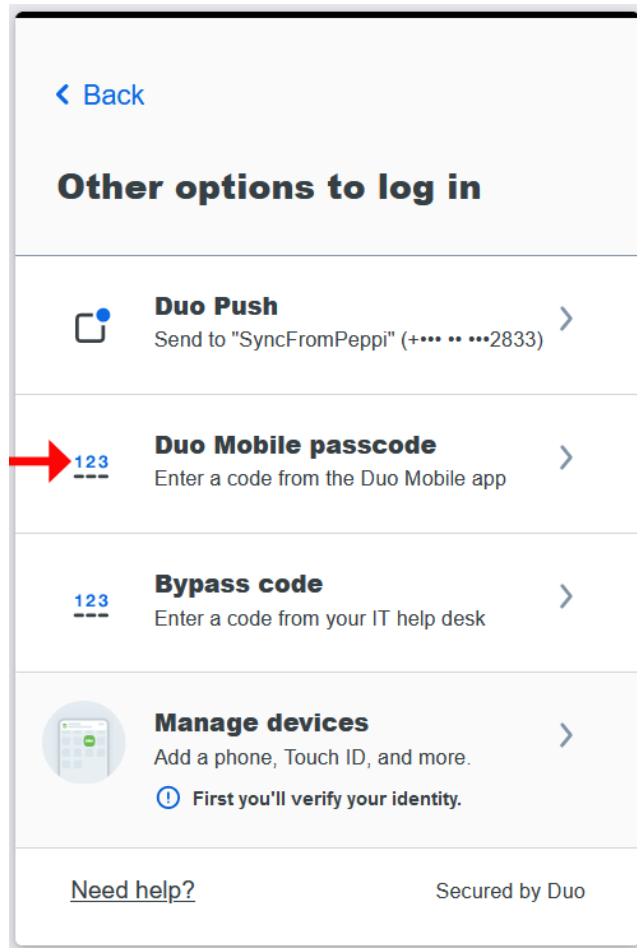 Back
Other options to log in
Duo Push
Send to "SyncFromPeppi" (+••• •• •••2833)
123
Duo Mobile passcode
Enter a code from the Duo Mobile app
123
Bypass code
Enter a code from your IT help desk
Manage devices
Add a phone, Touch ID, and more.
First you'll verify your identity.
Need help?
Secured by Duo